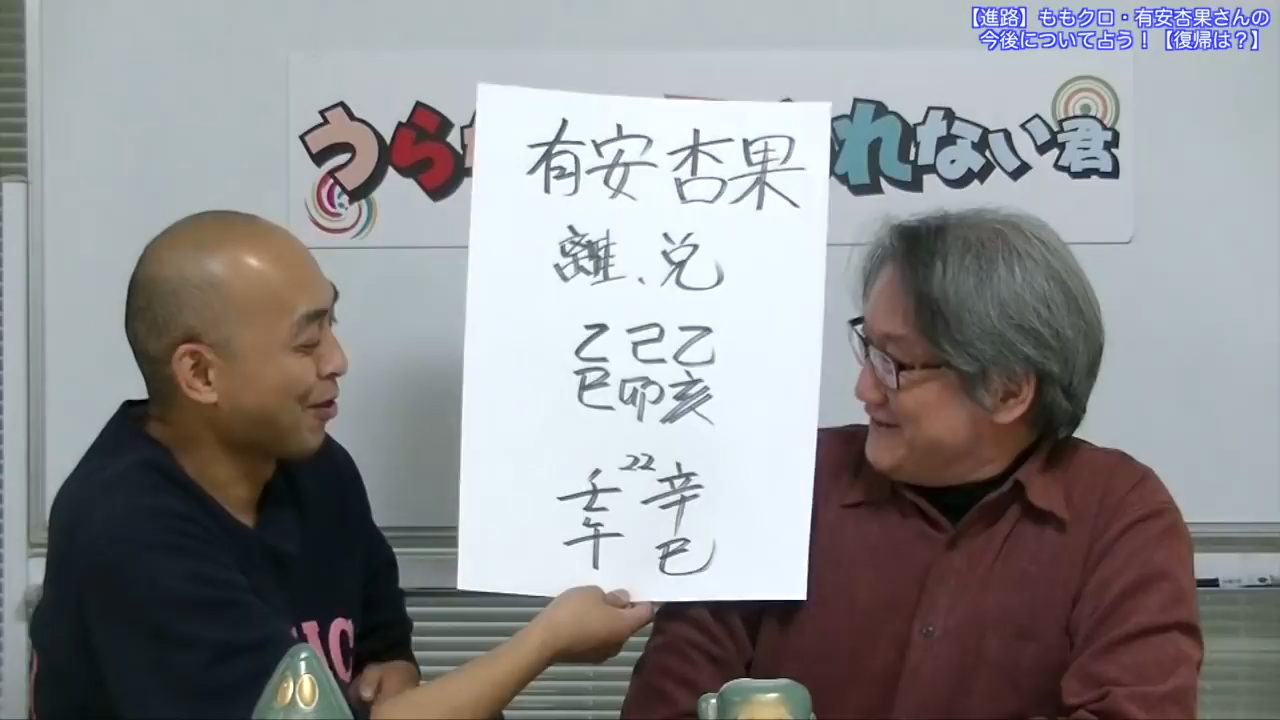 【進路】ももクロ・有安杏果さんの
今後について占う！【復帰は？】
うら
れない君
有安杏果
離、兑
乙己乙
巳卯亥
22
壬 辛
午 巳